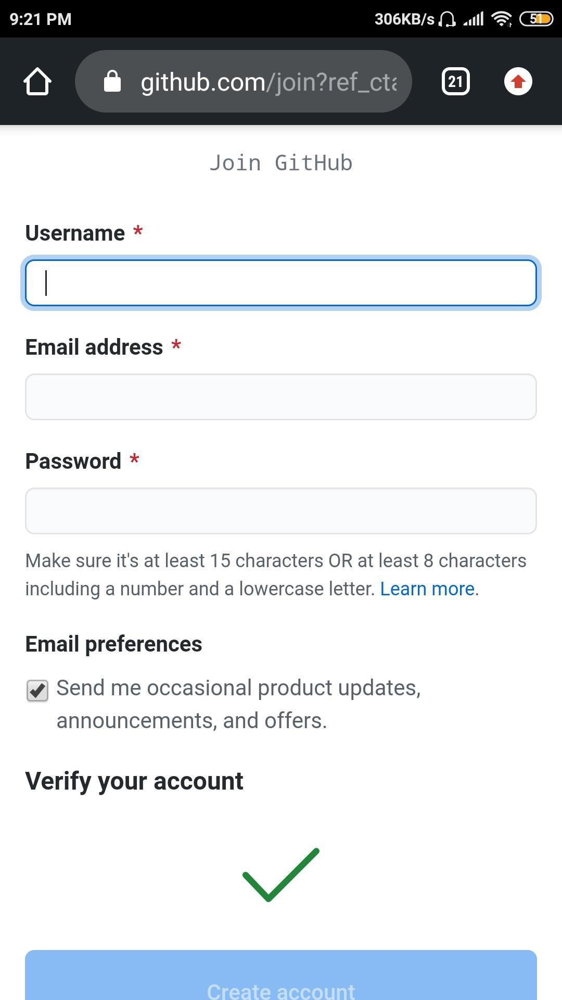 9:21 PM
306KB/s
51
github.com/join?ref_cta
21
Join GitHub
Username *
Email address *
Password *
Make sure it's at least 15 characters OR at least 8 characters
including a number and a lowercase letter. Learn more.
Email preferences
Send me occasional product updates,
announcements, and offers.
Verify your account
Create account